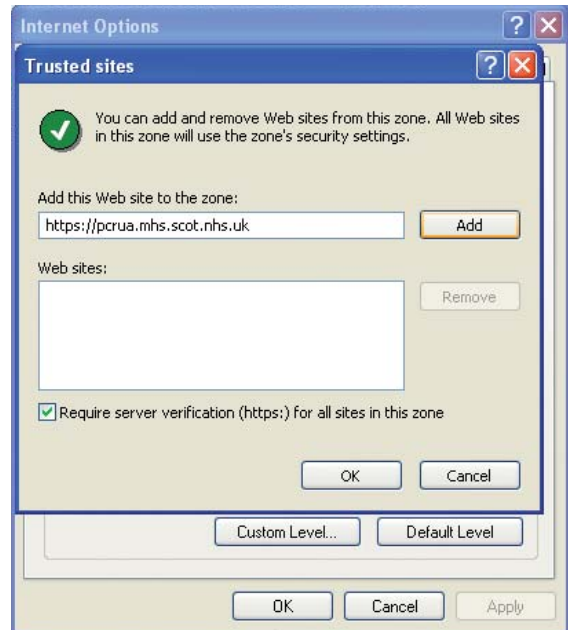 Internet Options
Trusted sites
You can add and remove Web sites from this zone. All Web sites
in this zone will use the zone's security settings.
Add this Web site to the zone:
https://pcrua.mhs.scot.nhs.uk
Add
Web sites:
Remove
Require server verification (https:) for all sites in this zone
OK
Cancel
Custom Level...
Default Level
OK
Cancel
Apply